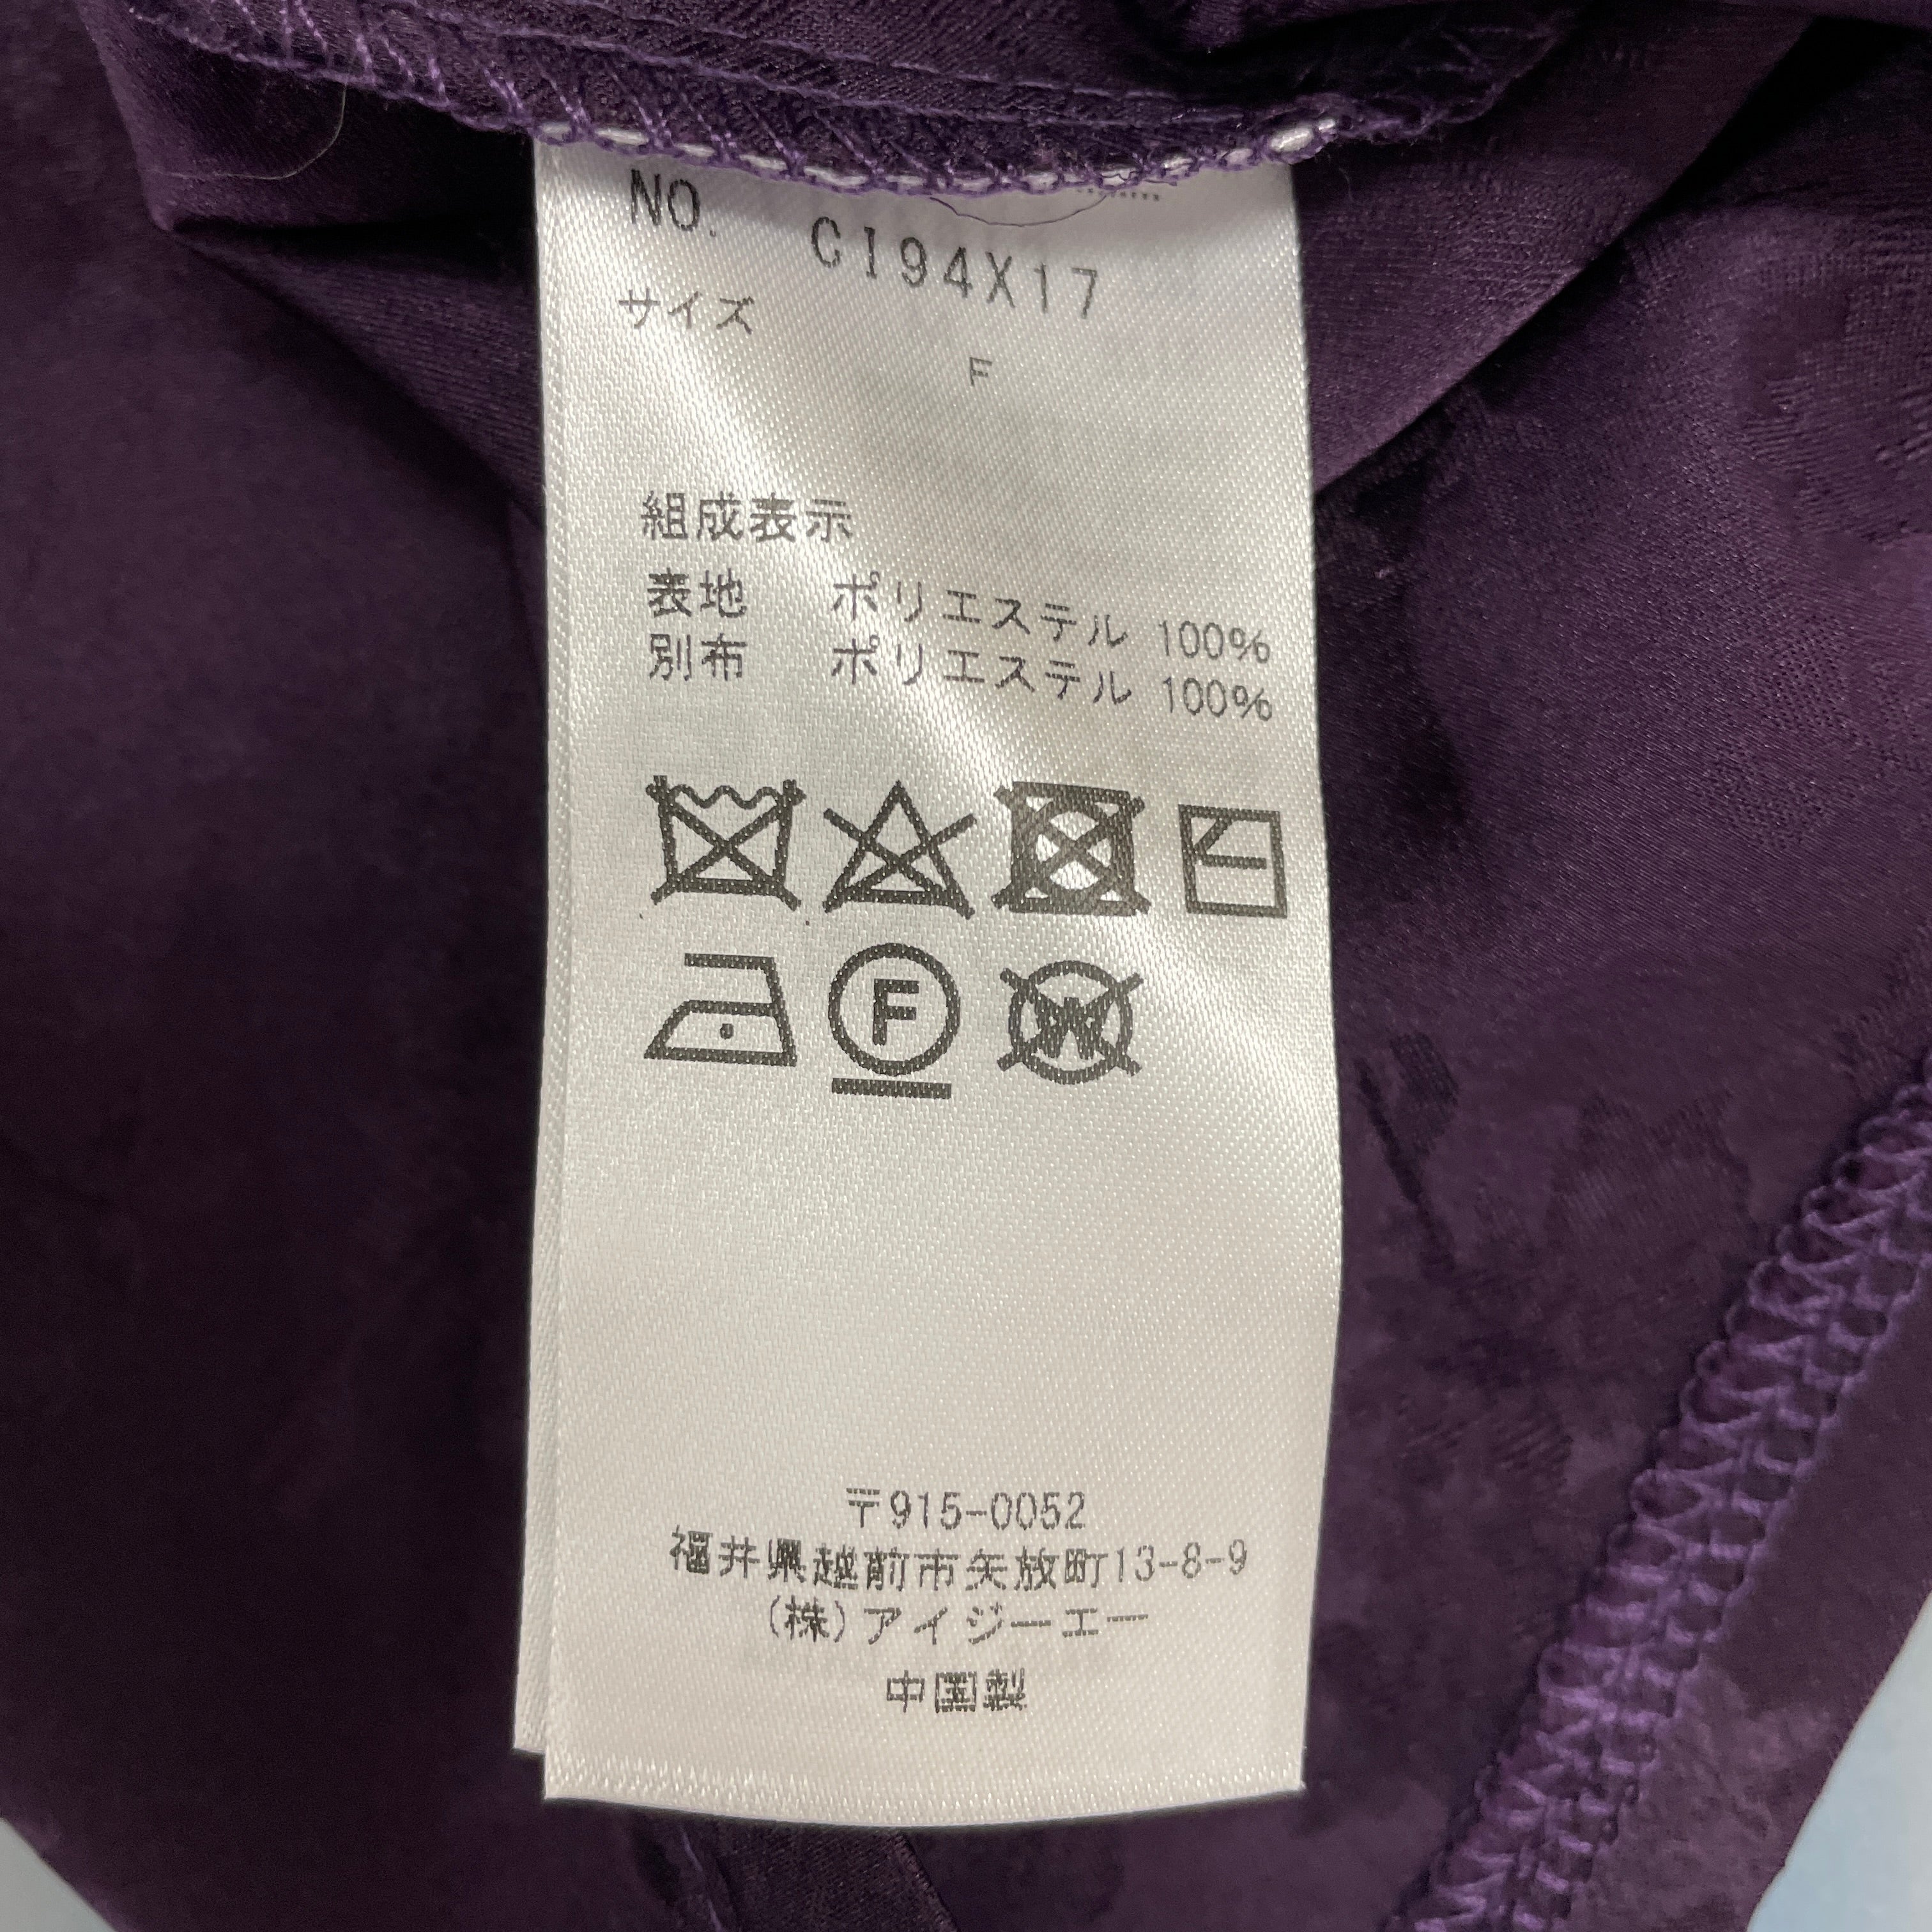 NO. CI94X17
サイズ
F
組成表示
表地 ポリエステル 100%
別布 ポリエステル 100%
F
W
〒915-0052
福井県越前市矢放町13-8-9
(株)アイジーエー
中国製